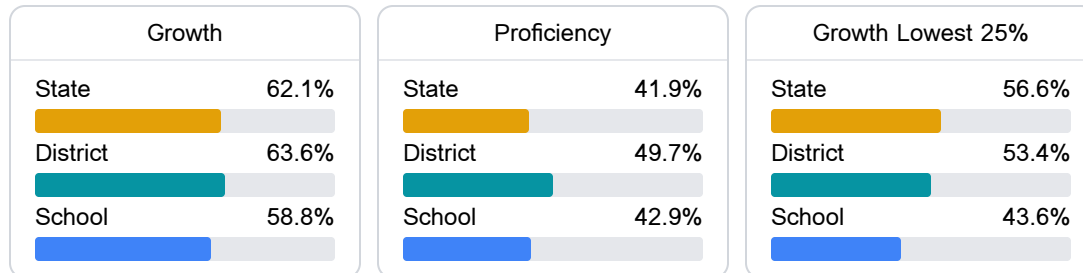 Growth
State 62.1%
District 63.6%
School 58.8%
Proficiency
State 41.9%
District 49.7%
School 42.9%
Growth Lowest 25%
State 56.6%
District 53.4%
School 43.6%